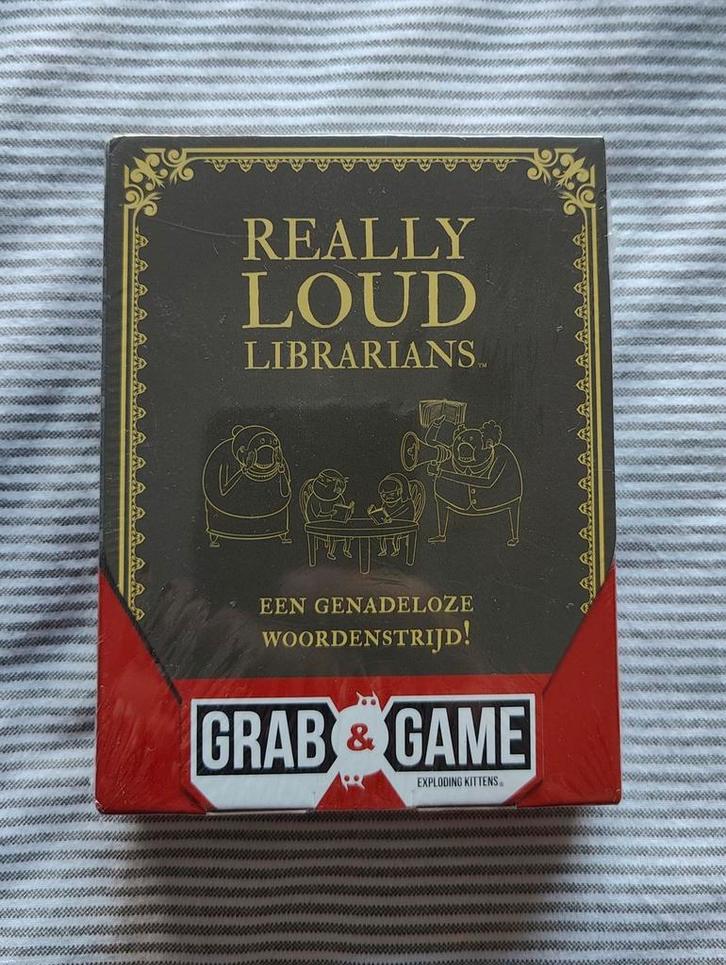 REALLY
LOUD
LIBRARIANS™
EEN GENADELOZE
WOORDENSTRIJD!
GRAB & GAME
EXPLODING KITTENS®